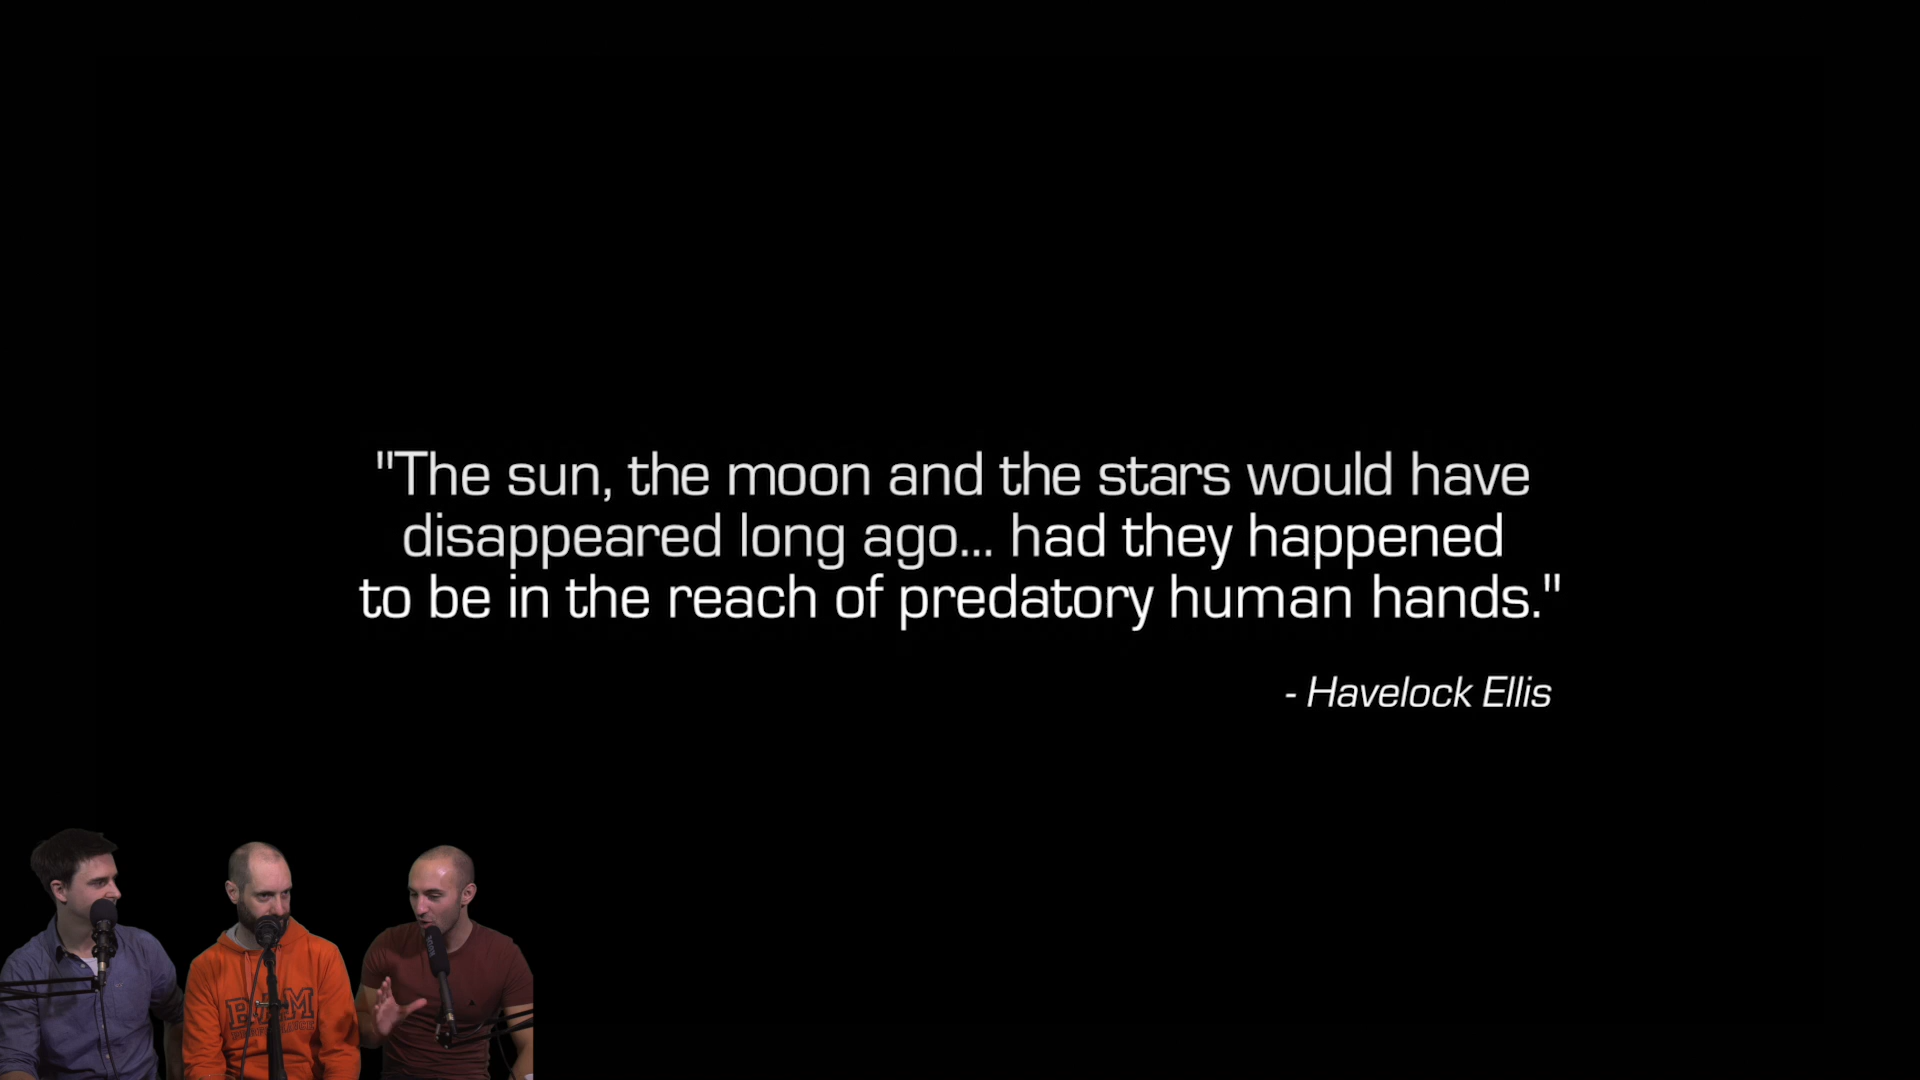 "The sun, the moon and the stars would have
disappeared long ago... had they happened
to be in the reach of predatory human hands."
- Havelock Ellis